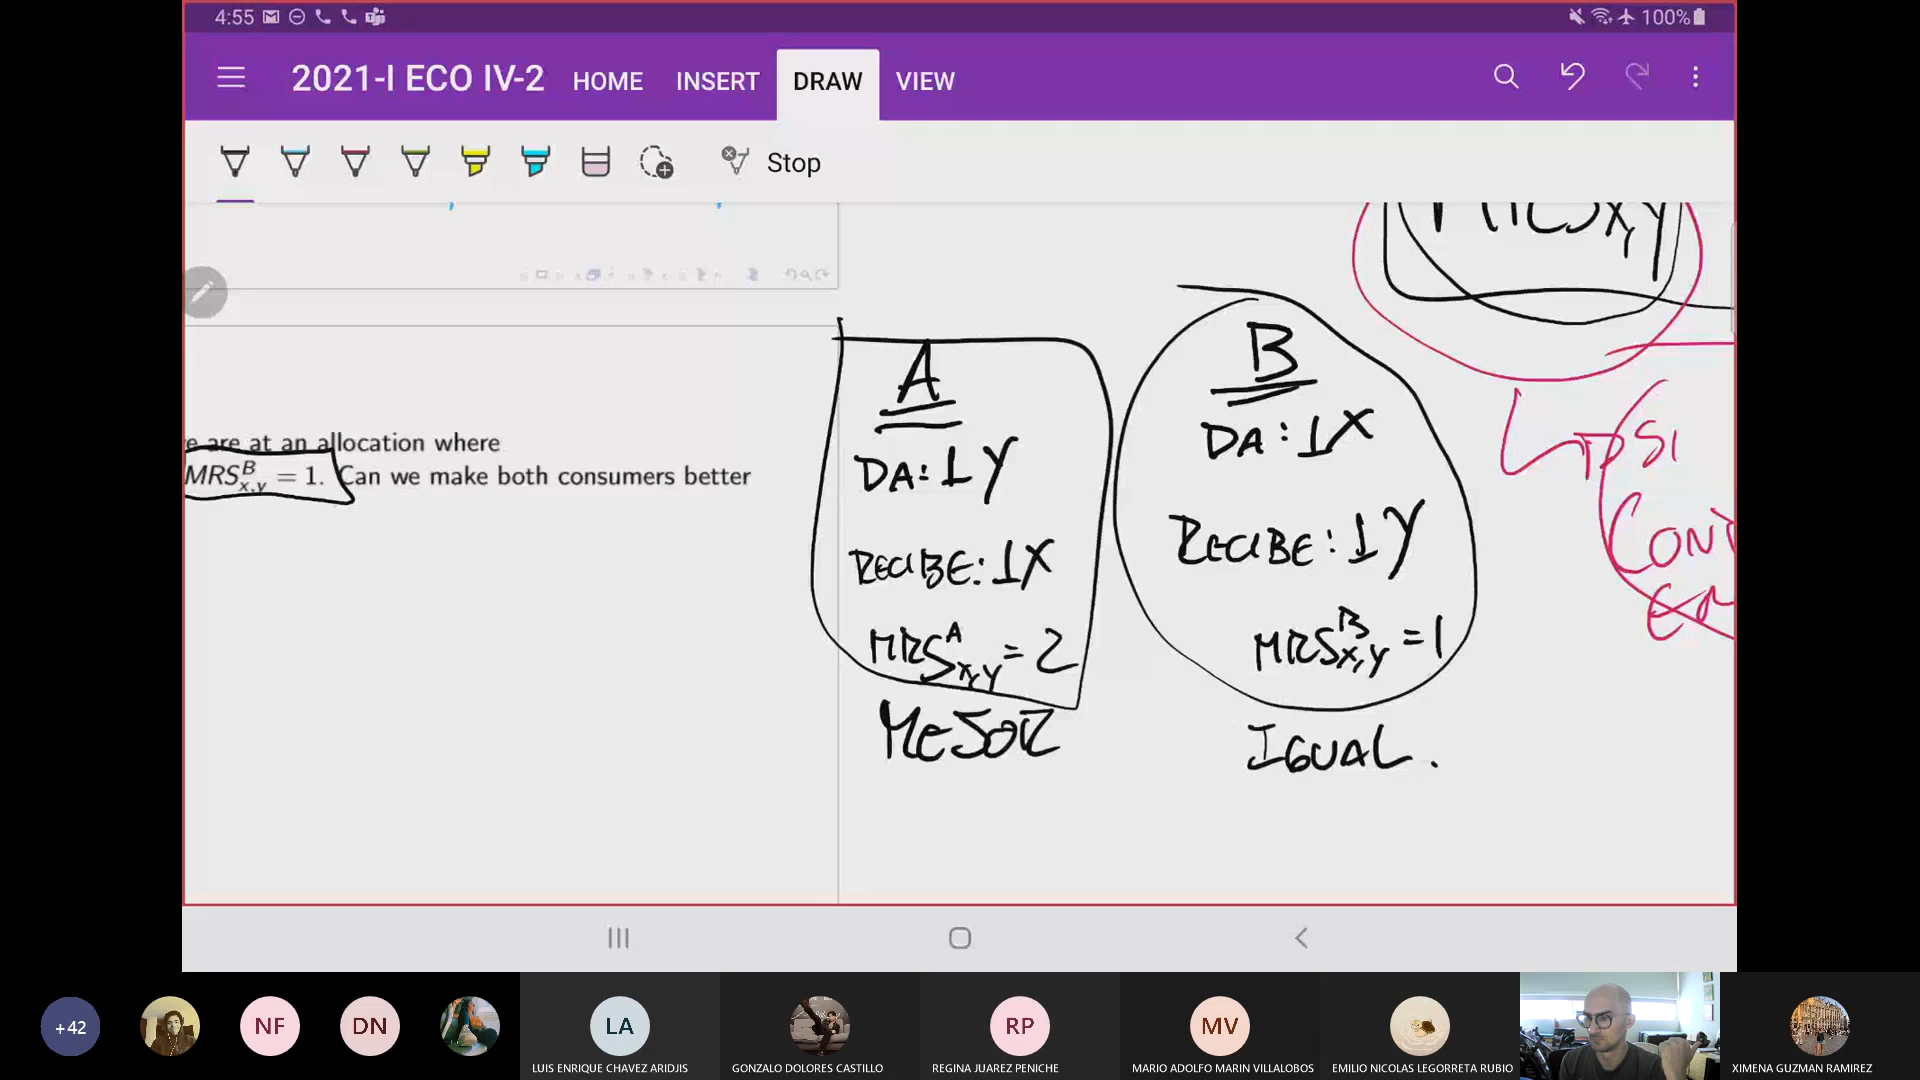 4:55 100%
2021-I ECO IV-2 HOME INSERT DRAW VIEW
Stop
MRSx,y
A
DA: 1Y
RECIBE: 1X
MRS^A_x,y = 2
MEJOR
B
DA: 1X
RECIBE: 1Y
MRS^B_x,y = 1
IGUAL.
SI
e are at an allocation where
MRS^B_x,y = 1. Can we make both consumers better
+42 NF DN LA RP MV
LUIS ENRIQUE CHAVEZ ARIDJIS
GONZALO DOLORES CASTILLO
REGINA JUAREZ PENICHE
MARIO ADOLFO MARIN VILLALOBOS
EMILIO NICOLAS LEGORRETA RUBIO
XIMENA GUZMAN RAMIREZ